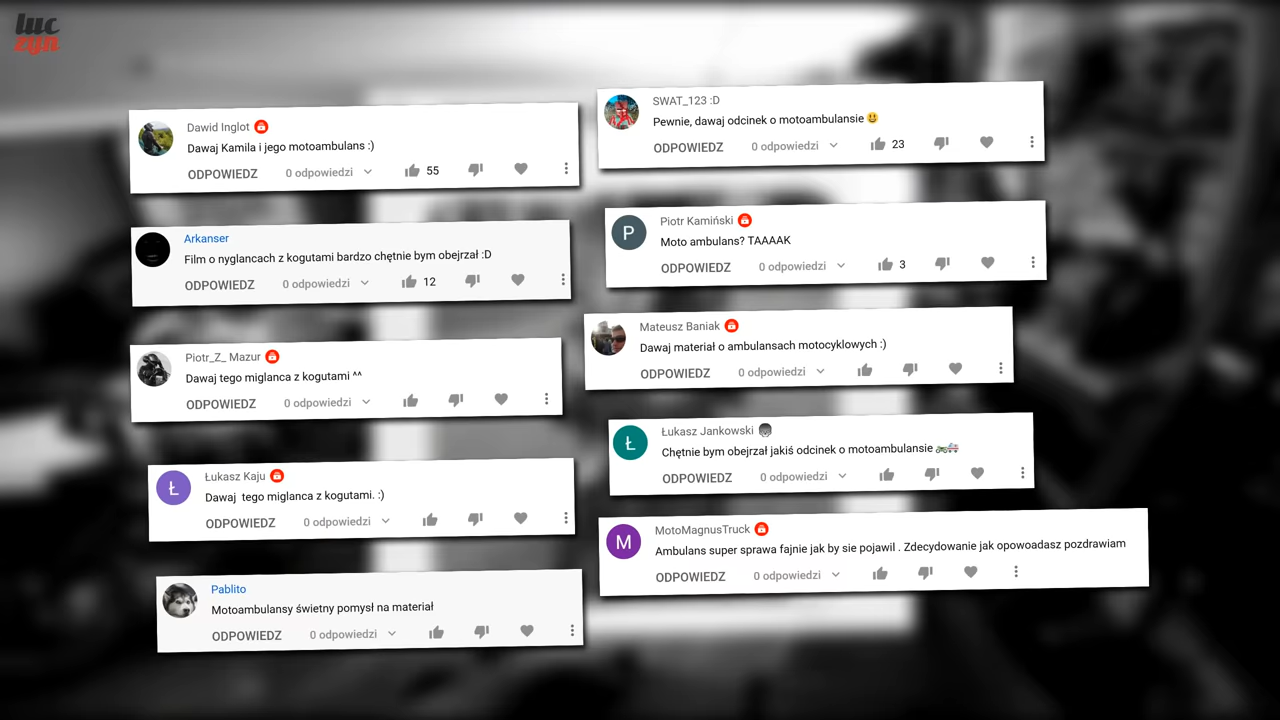 luc
zyn
Dawid Inglot
Dawaj Kamila i jego motoambulans :)
ODPOWIEDZ 0 odpowiedzi 55
Arkanser
Film o nyglancach z kogutami bardzo chętnie bym obejrzał :D
ODPOWIEDZ 0 odpowiedzi 12
Piotr_Z_ Mazur
Dawaj tego miglanca z kogutami ^^
ODPOWIEDZ 0 odpowiedzi
Ł
Łukasz Kaju
Dawaj tego miglanca z kogutami. :)
ODPOWIEDZ 0 odpowiedzi
Pablito
Motoambulansy świetny pomysł na materiał
ODPOWIEDZ 0 odpowiedzi
SWAT_123 :D
Pewnie, dawaj odcinek o motoambulansie 😃
ODPOWIEDZ 0 odpowiedzi 23
P
Piotr Kamiński
Moto ambulans? TAAAAK
ODPOWIEDZ 0 odpowiedzi 3
Mateusz Baniak
Dawaj materiał o ambulansach motocyklowych :)
ODPOWIEDZ 0 odpowiedzi
Ł
Łukasz Jankowski
Chętnie bym obejrzał jakiś odcinek o motoambulansie 🏍🚑
ODPOWIEDZ 0 odpowiedzi
M
MotoMagnusTruck
Ambulans super sprawa fajnie jak by sie pojawil . Zdecydowanie jak opowoadasz pozdrawiam
ODPOWIEDZ 0 odpowiedzi